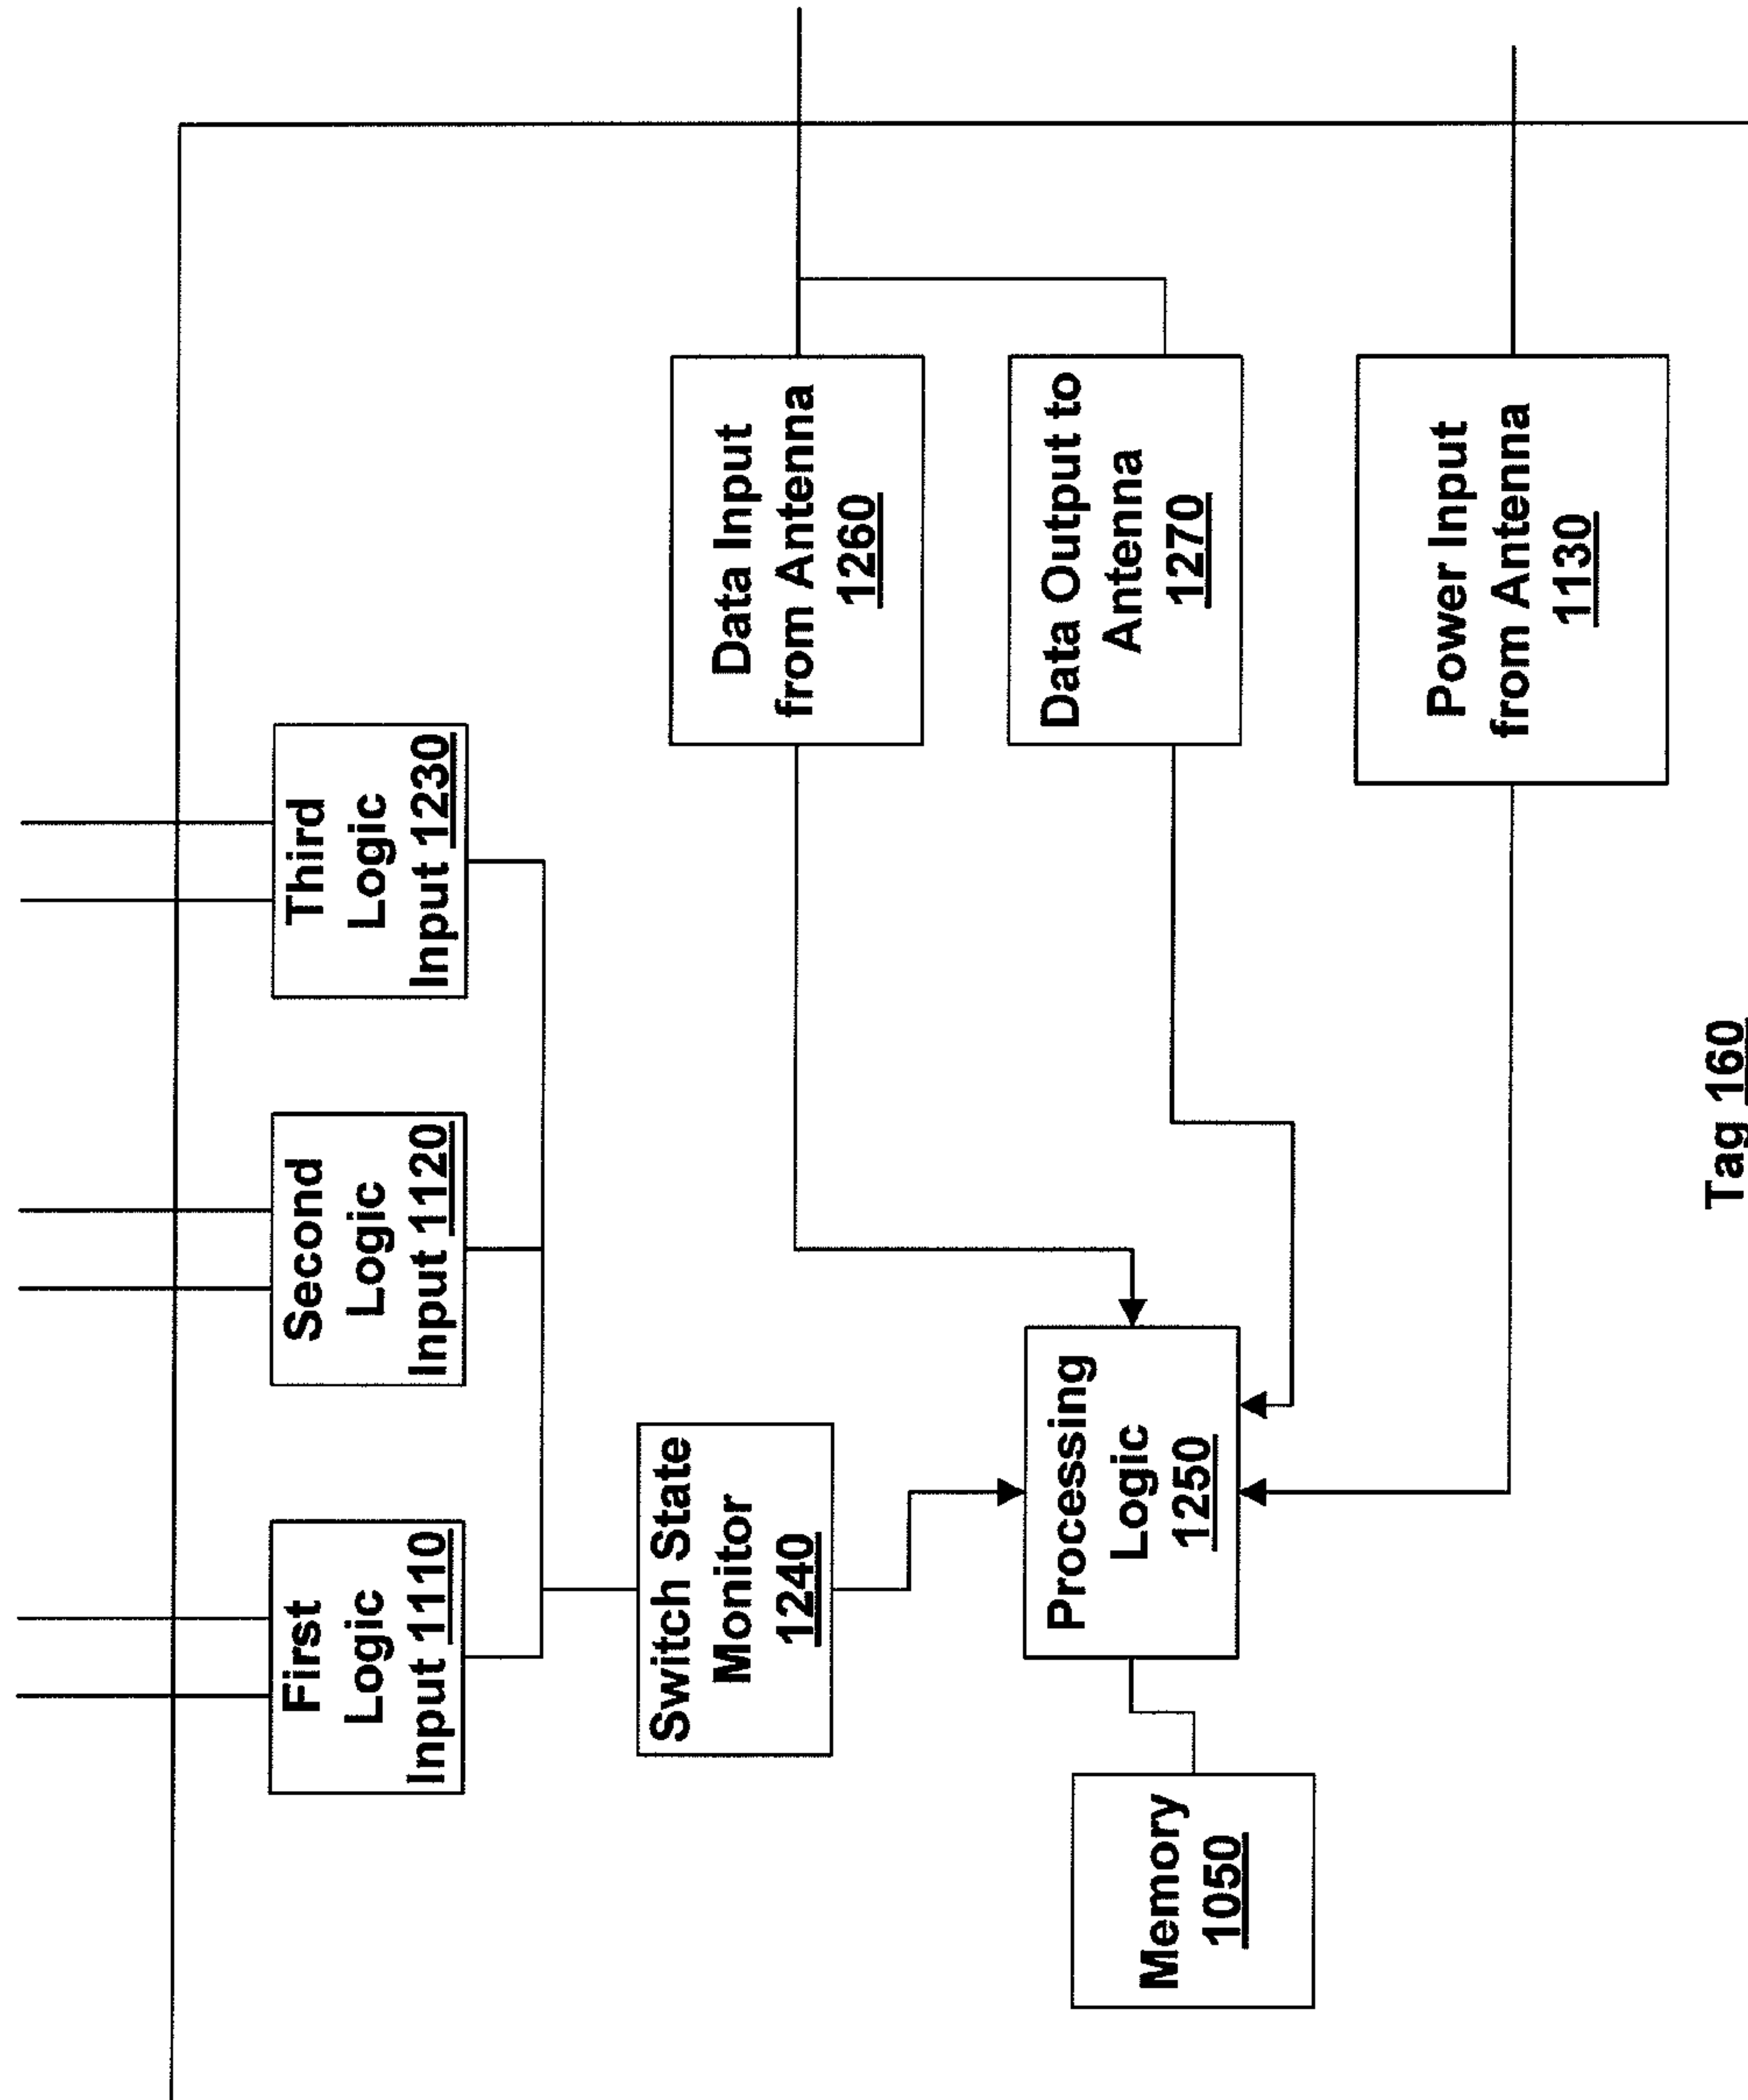 First
Logic
Input 1110
Second
Logic
Input 1120
Third
Logic
Input 1230
Switch State
Monitor
1240
Data Input
from Antenna
1260
Data Output to
Antenna
1270
Processing
Logic
1250
Memory
1050
Power Input
from Antenna
1130
Tag 160